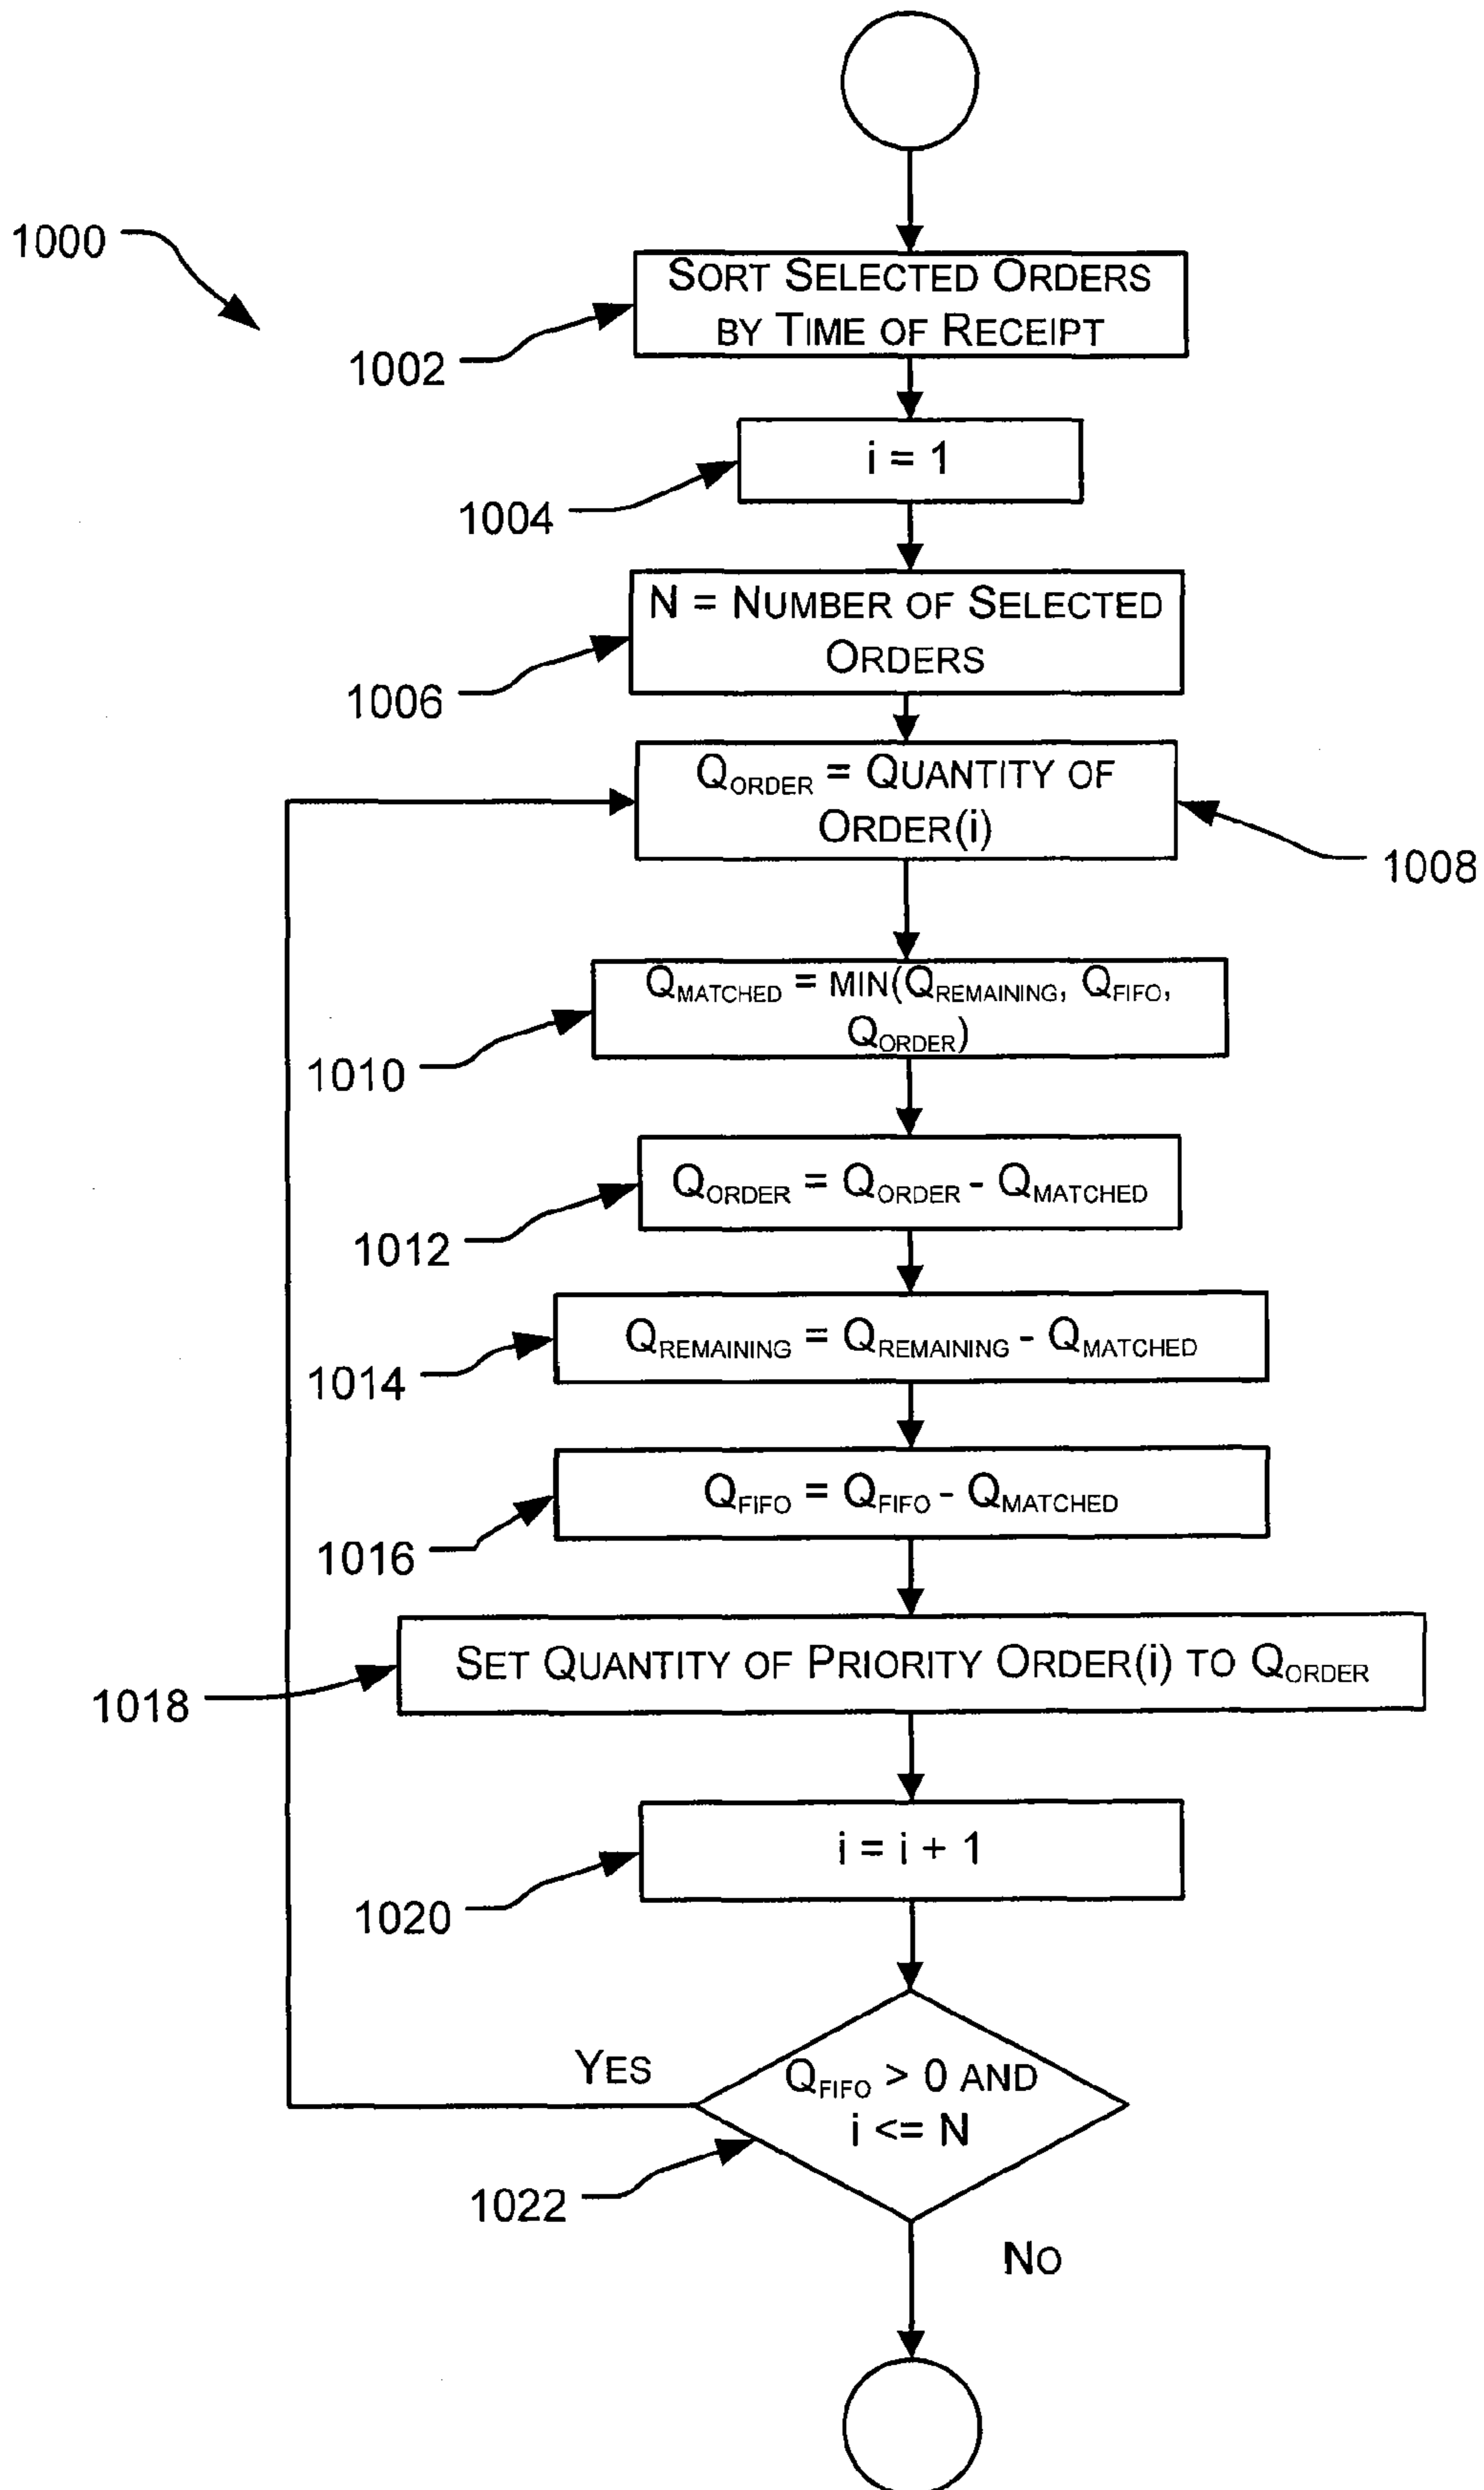 1000
SORT SELECTED ORDERS
BY TIME OF RECEIPT
1002
i = 1
1004
N = NUMBER OF SELECTED
ORDERS
1006
QORDER = QUANTITY OF
ORDER(i)
1008
QMATCHED = MIN(QREMAINING, QFIFO,
QORDER)
1010
QORDER = QORDER - QMATCHED
1012
QREMAINING = QREMAINING - QMATCHED
1014
QFIFO = QFIFO - QMATCHED
1016
SET QUANTITY OF PRIORITY ORDER(i) TO QORDER
1018
i = i + 1
1020
YES
QFIFO > 0 AND
i <= N
1022
NO